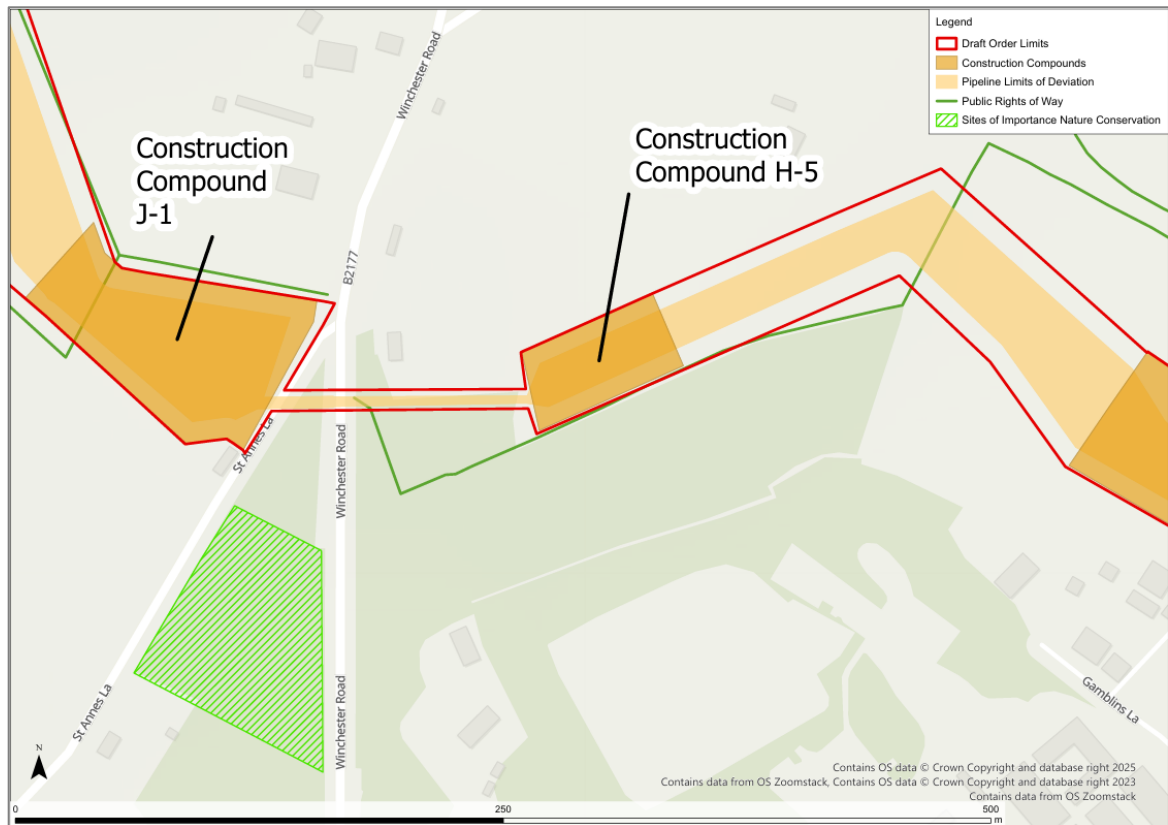 Legend
Draft Order Limits
Construction Compounds
Pipeline Limits of Deviation
Public Rights of Way
Sites of Importance Nature Conservation
Winchester Road
Construction
Compound
J-1
Construction
Compound H-5
B2177
St Annes La
Winchester Road
St Annes La
Winchester Road
Gamblins La
N
Contains OS data © Crown Copyright and database right 2025
Contains data from OS Zoomstack, Contains OS data © Crown Copyright and database right 2023
Contains data from OS Zoomstack
0
250
500
m